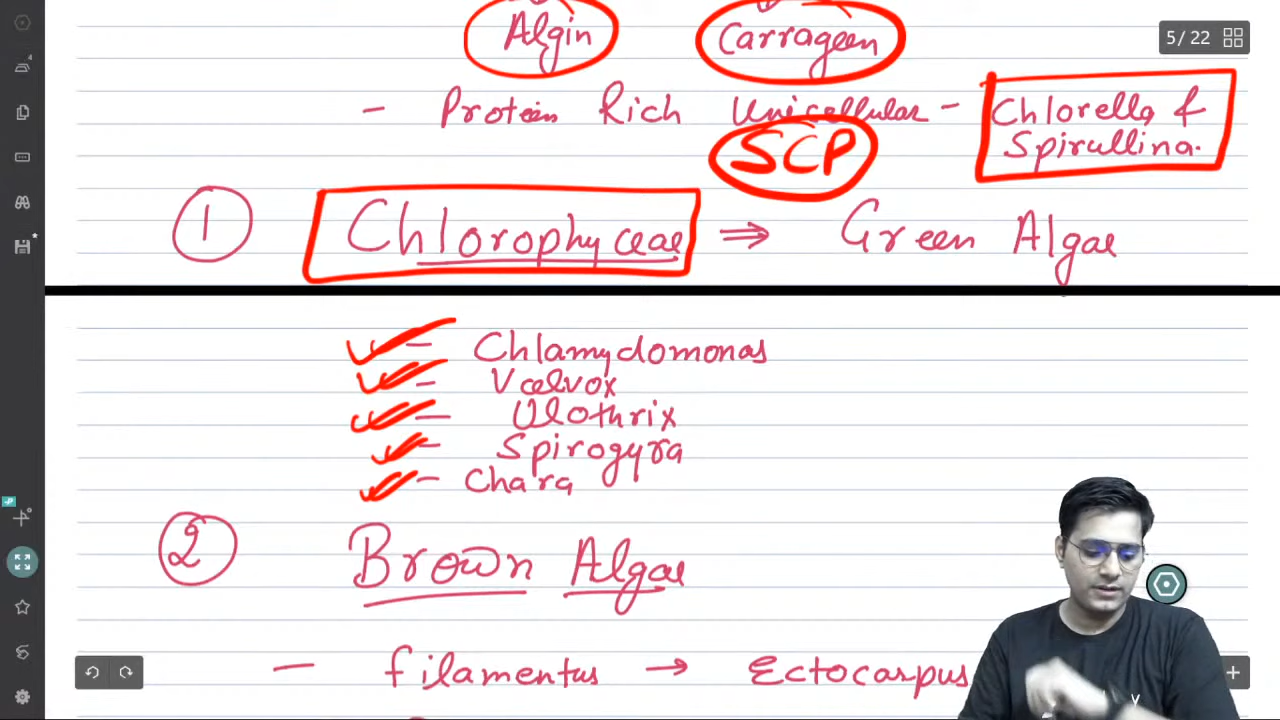 Algin Carrageen
5/ 22
- Protein Rich Unicellular - Chlorella &
Spirullina.
SCP
1 Chlorophyceae ⇒ Green Algae
- Chlamydomonas
- Volvox
- Ulothrix
- Spirogyra
- Chara
2 Brown Algae
- filamentus → Ectocarpus